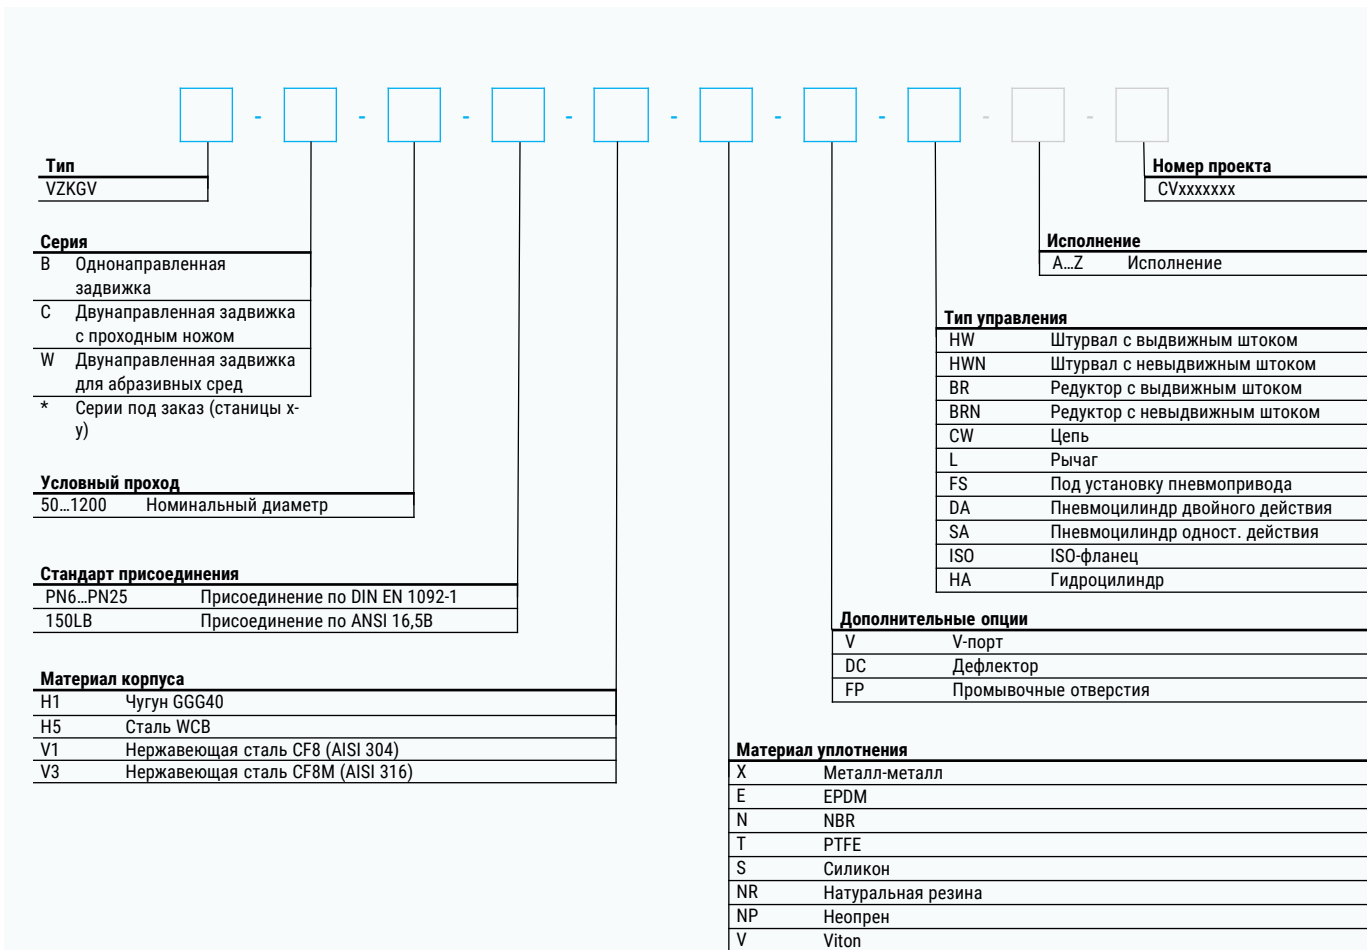 - - - - - - - - -
Тип
VZKGV
Номер проекта
CVxxxxxxx
Серия
B Однонаправленная
задвижка
C Двунаправленная задвижка
с проходным ножом
W Двунаправленная задвижка
для абразивных сред
* Серии под заказ (станицы x-
y)
Исполнение
A...Z Исполнение
Тип управления
HW Штурвал с выдвижным штоком
HWN Штурвал с невыдвижным штоком
BR Редуктор с выдвижным штоком
BRN Редуктор с невыдвижным штоком
CW Цепь
L Рычаг
FS Под установку пневмопривода
DA Пневмоцилиндр двойного действия
SA Пневмоцилиндр одност. действия
ISO ISO-фланец
HA Гидроцилиндр
Условный проход
50...1200 Номинальный диаметр
Стандарт присоединения
PN6...PN25 Присоединение по DIN EN 1092-1
150LB Присоединение по ANSI 16,5B
Дополнительные опции
V V-порт
DC Дефлектор
FP Промывочные отверстия
Материал корпуса
H1 Чугун GGG40
H5 Сталь WCB
V1 Нержавеющая сталь CF8 (AISI 304)
V3 Нержавеющая сталь CF8M (AISI 316)
Материал уплотнения
X Металл-металл
E EPDM
N NBR
T PTFE
S Силикон
NR Натуральная резина
NP Неопрен
V Viton